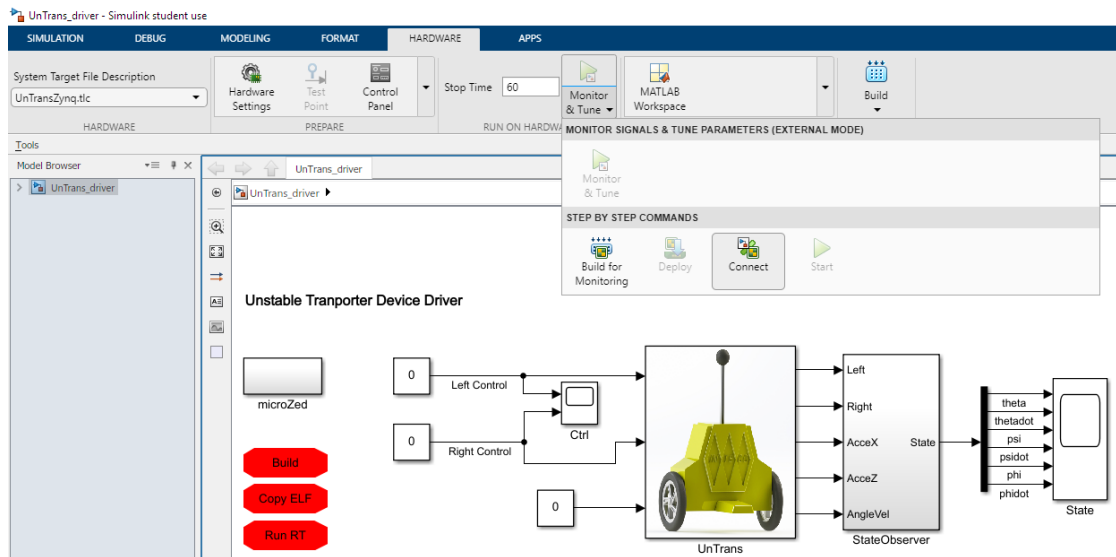 UnTrans_driver - Simulink student use
SIMULATION DEBUG MODELING FORMAT HARDWARE APPS
System Target File Description
UnTransZynq.tlc
HARDWARE
Hardware
Settings
Test
Point
Control
Panel
PREPARE
Stop Time 60
RUN ON HARDWA
Monitor
& Tune
MATLAB
Workspace
Build
MONITOR SIGNALS & TUNE PARAMETERS (EXTERNAL MODE)
Monitor
& Tune
STEP BY STEP COMMANDS
Build for
Monitoring
Deploy
Connect
Start
Tools
Model Browser
UnTrans_driver
UnTrans_driver
UnTrans_driver
Unstable Tranporter Device Driver
microZed
Build
Copy ELF
Run RT
0
Left Control
0
Right Control
Ctrl
0
UnTrans
Left
Right
AcceX
AcceZ
AngleVel
State
StateObserver
theta
thetadot
psi
psidot
phi
phidot
State